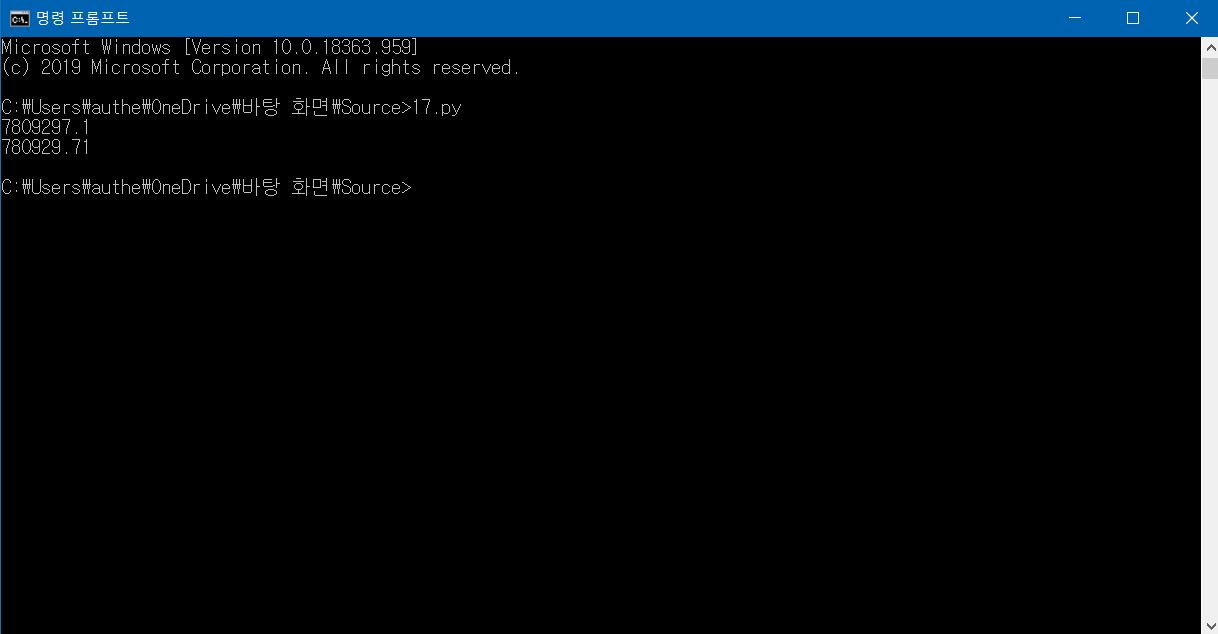 명령 프롬프트
Microsoft Windows [Version 10.0.18363.959]
(c) 2019 Microsoft Corporation. All rights reserved.
C:₩Users₩authe₩OneDrive₩바탕 화면₩Source>17.py
7809297.1
780929.71
C:₩Users₩authe₩OneDrive₩바탕 화면₩Source>